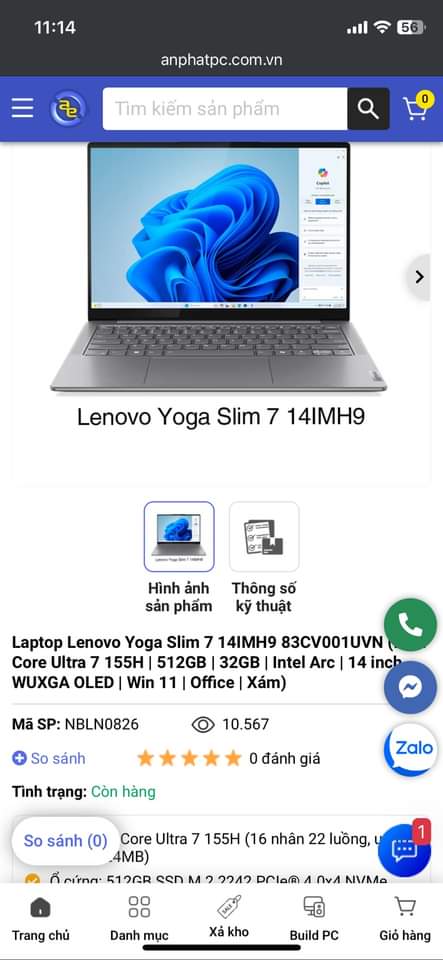 11:14
56
anphatpc.com.vn
Tìm kiếm sản phẩm
0
Copilot
Lenovo Yoga Slim 7 14IMH9
Hình ảnh
sản phẩm
Thông số
kỹ thuật
Laptop Lenovo Yoga Slim 7 14IMH9 83CV001UVN (
Core Ultra 7 155H | 512GB | 32GB | Intel Arc | 14 inch
WUXGA OLED | Win 11 | Office | Xám)
Mã SP: NBLN0826
10.567
So sánh
0 đánh giá
Zalo
Tình trạng: Còn hàng
So sánh (0)
Core Ultra 7 155H (16 nhân 22 luồng,
4MB)
1
Ổ cứng: 512GB SSD M.2 2242 PCIe® 4.0x4 NVMe
Trang chủ
Danh mục
Xả kho
Build PC
Giỏ hàng